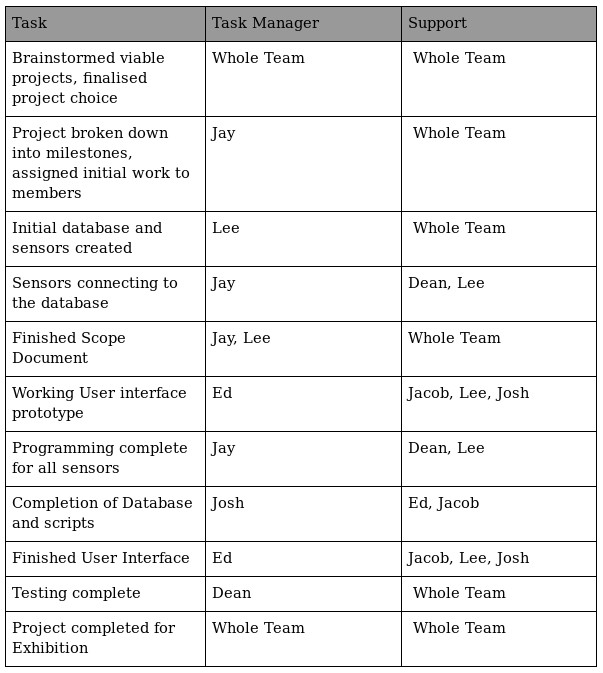 Task Task Manager Support
Brainstormed viable Whole Team Whole Team
projects, finalised
project choice
Project broken down Jay Whole Team
into milestones,
assigned initial work to
members
Initial database and Lee Whole Team
sensors created
Sensors connecting to Jay Dean, Lee
the database
Finished Scope Jay, Lee Whole Team
Document
Working User interface Ed Jacob, Lee, Josh
prototype
Programming complete Jay Dean, Lee
for all sensors
Completion of Database Josh Ed, Jacob
and scripts
Finished User Interface Ed Jacob, Lee, Josh
Testing complete Dean Whole Team
Project completed for Whole Team Whole Team
Exhibition